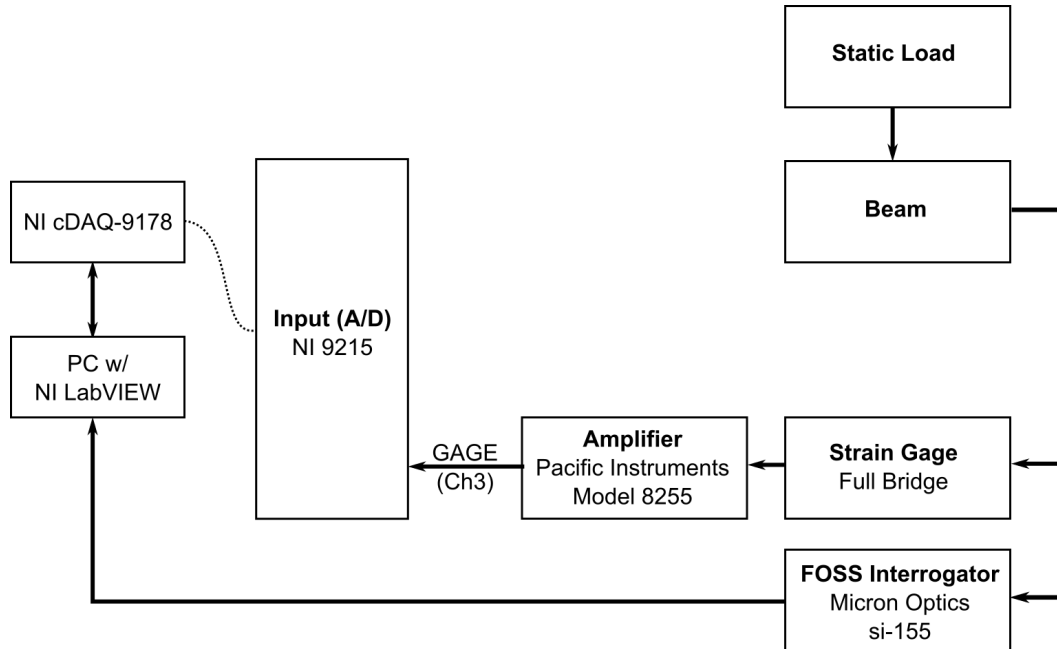 Static Load
Beam
NI cDAQ-9178
Input (A/D)
NI 9215
PC w/
NI LabVIEW
GAGE
(Ch3)
Amplifier
Pacific Instruments
Model 8255
Strain Gage
Full Bridge
FOSS Interrogator
Micron Optics
si-155